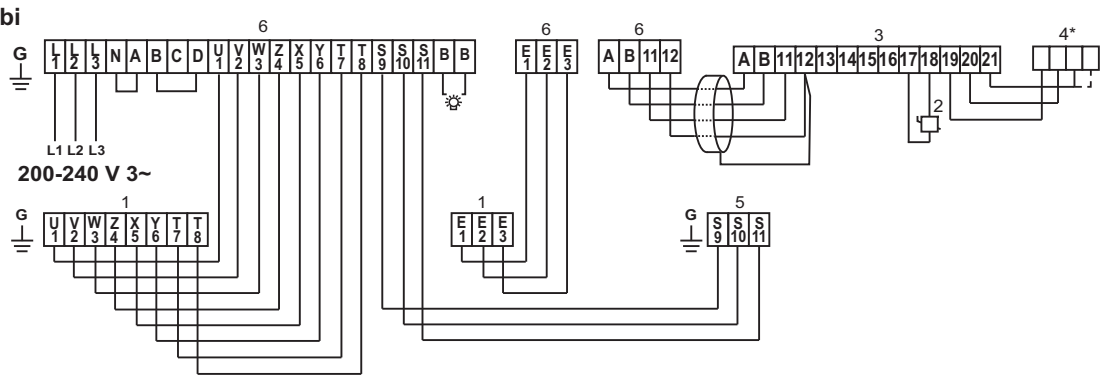 bi
6
G
L1 L2 L3 N A B C D U1 V2 W3 Z4 X5 Y6 T7 T8 S9 S10 S11 B B
6
E1 E2 E3
6
A B 11 12
3
A B 11 12 13 14 15 16 17 18 19 20 21
4*
2
L1 L2 L3
200-240 V 3~
G
1
U1 V2 W3 Z4 X5 Y6 T7 T8
1
E1 E2 E3
G
5
S9 S10 S11